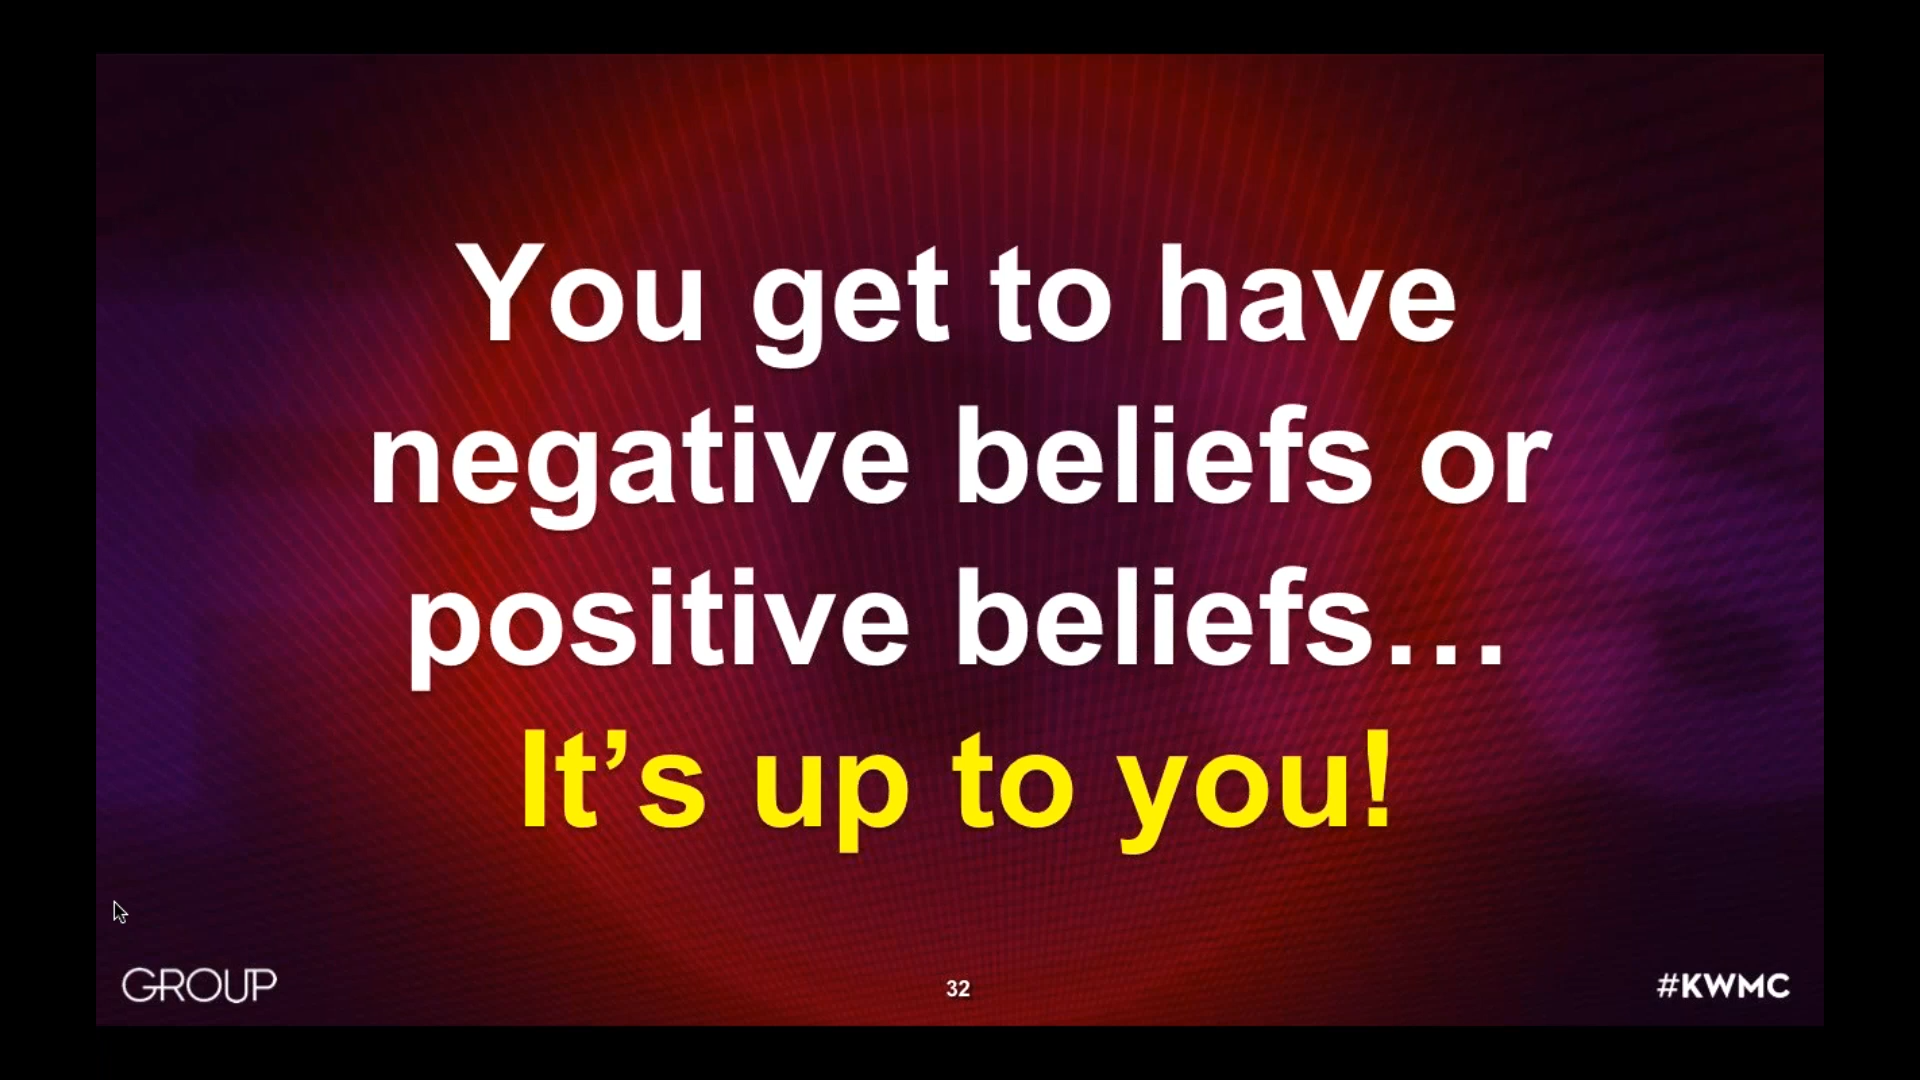 You get to have
negative beliefs or
positive beliefs…
It’s up to you!
GROUP
32
#KWMC